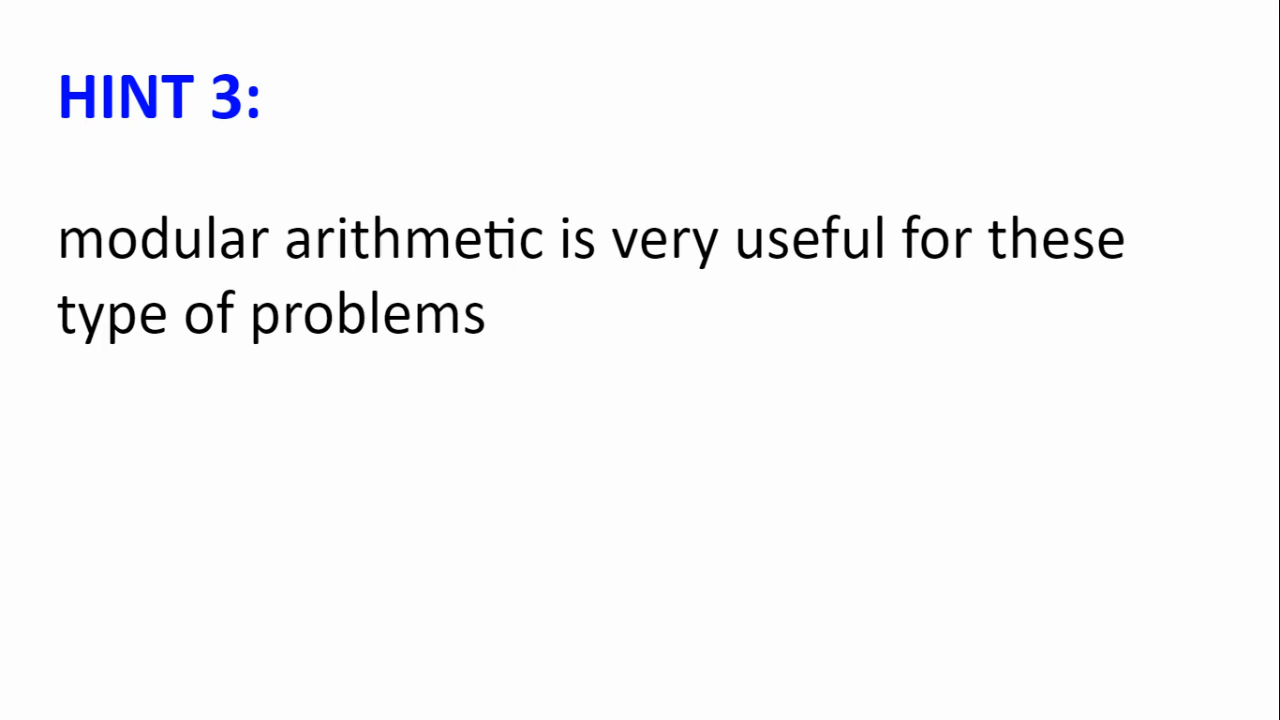 HINT 3:
modular arithmetic is very useful for these
type of problems